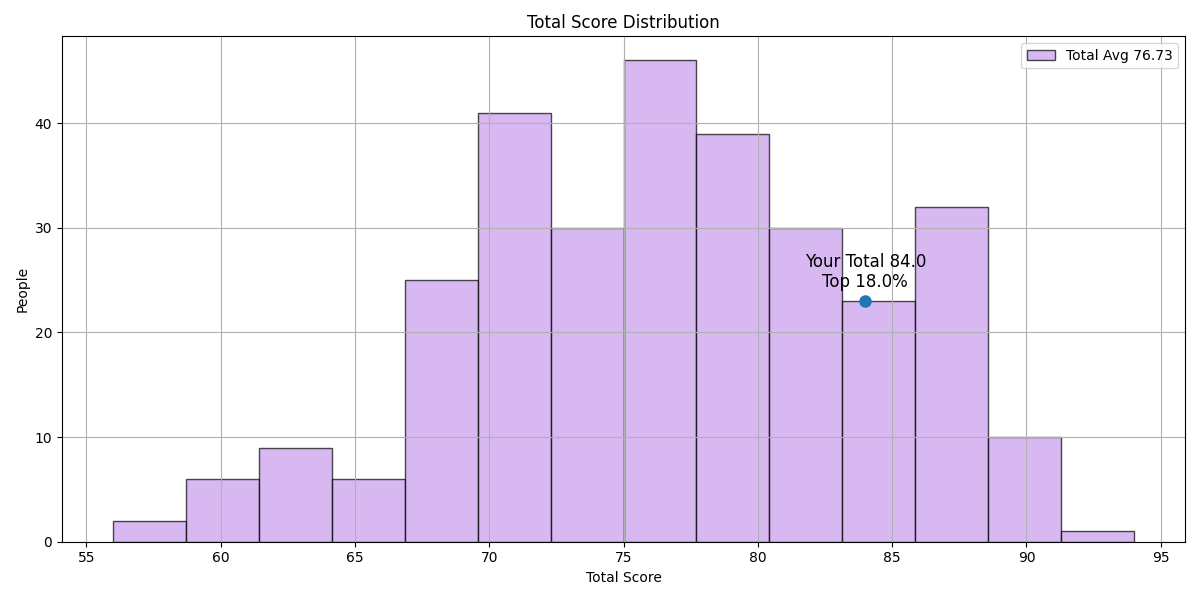 Total Score Distribution
Total Avg 76.73
Your Total 84.0
Top 18.0%
People
40
30
20
10
0
55 60 65 70 75 80 85 90 95
Total Score